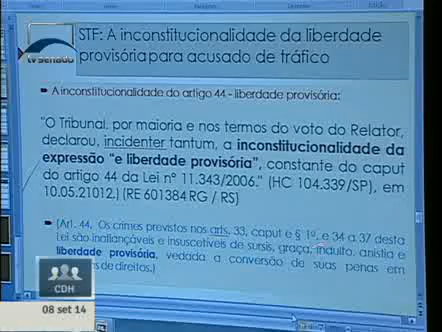 STF: A inconstitucionalidade da liberdade
provisória para acusado de tráfico
tv senado
A inconstitucionalidade do artigo 44 - liberdade provisória:
"O Tribunal, por maioria e nos termos do voto do Relator,
declarou, incidenter tantum, a inconstitucionalidade da
expressão "e liberdade provisória", constante do caput
do artigo 44 da Lei nº 11.343/2006." (HC 104.339/SP), em
10.05.21012.) (RE 601384 RG / RS)
(Art. 44. Os crimes previstos nos arts. 33, caput e § 1º, e 34 a 37 desta
Lei são inafiançáveis e insuscetíveis de sursis, graça, indulto, anistia e
liberdade provisória, vedada a conversão de suas penas em
de direitos.)
CDH
08 set 14